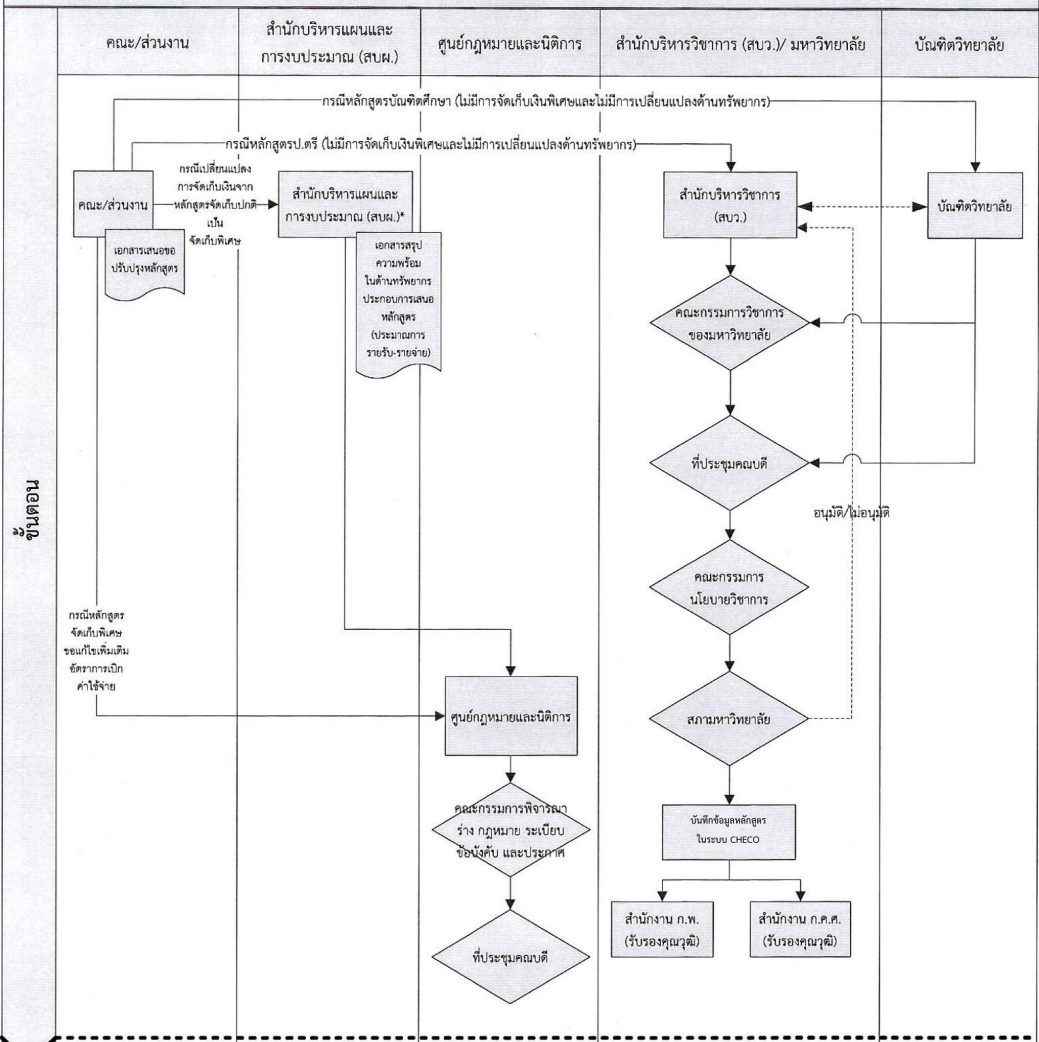 คณะ/ส่วนงาน
สำนักบริหารแผนและ
การงบประมาณ (สบผ.)
ศูนย์กฎหมายและนิติการ
สำนักบริหารวิชาการ (สบว.)/ มหาวิทยาลัย
บัณฑิตวิทยาลัย
ขั้นตอน
กรณีหลักสูตรบัณฑิตศึกษา (ไม่มีการจัดเก็บเงินพิเศษและไม่มีการเปลี่ยนแปลงด้านทรัพยากร)
กรณีหลักสูตรป.ตรี (ไม่มีการจัดเก็บเงินพิเศษและไม่มีการเปลี่ยนแปลงด้านทรัพยากร)
คณะ/ส่วนงาน
เอกสารเสนอขอ
ปรับปรุงหลักสูตร
กรณีเปลี่ยนแปลง
การจัดเก็บเงินจาก
หลักสูตรจัดเก็บปกติ
เป็น
จัดเก็บพิเศษ
สำนักบริหารแผนและ
การงบประมาณ (สบผ.)*
เอกสารสรุป
ความพร้อม
ในด้านทรัพยากร
ประกอบการเสนอ
หลักสูตร
(ประมาณการ
รายรับ-รายจ่าย)
สำนักบริหารวิชาการ
(สบว.)
บัณฑิตวิทยาลัย
คณะกรรมการวิชาการ
ของมหาวิทยาลัย
ที่ประชุมคณบดี
อนุมัติ/ไม่อนุมัติ
คณะกรรมการ
นโยบายวิชาการ
กรณีหลักสูตร
จัดเก็บพิเศษ
ขอแก้ไขเพิ่มเติม
อัตราการเบิก
ค่าใช้จ่าย
ศูนย์กฎหมายและนิติการ
สภามหาวิทยาลัย
คณะกรรมการพิจารณา
ร่าง กฎหมาย ระเบียบ
ข้อบังคับ และประกาศ
บันทึกข้อมูลหลักสูตร
ในระบบ CHECO
สำนักงาน ก.พ.
(รับรองคุณวุฒิ)
สำนักงาน ก.ค.ศ.
(รับรองคุณวุฒิ)
ที่ประชุมคณบดี